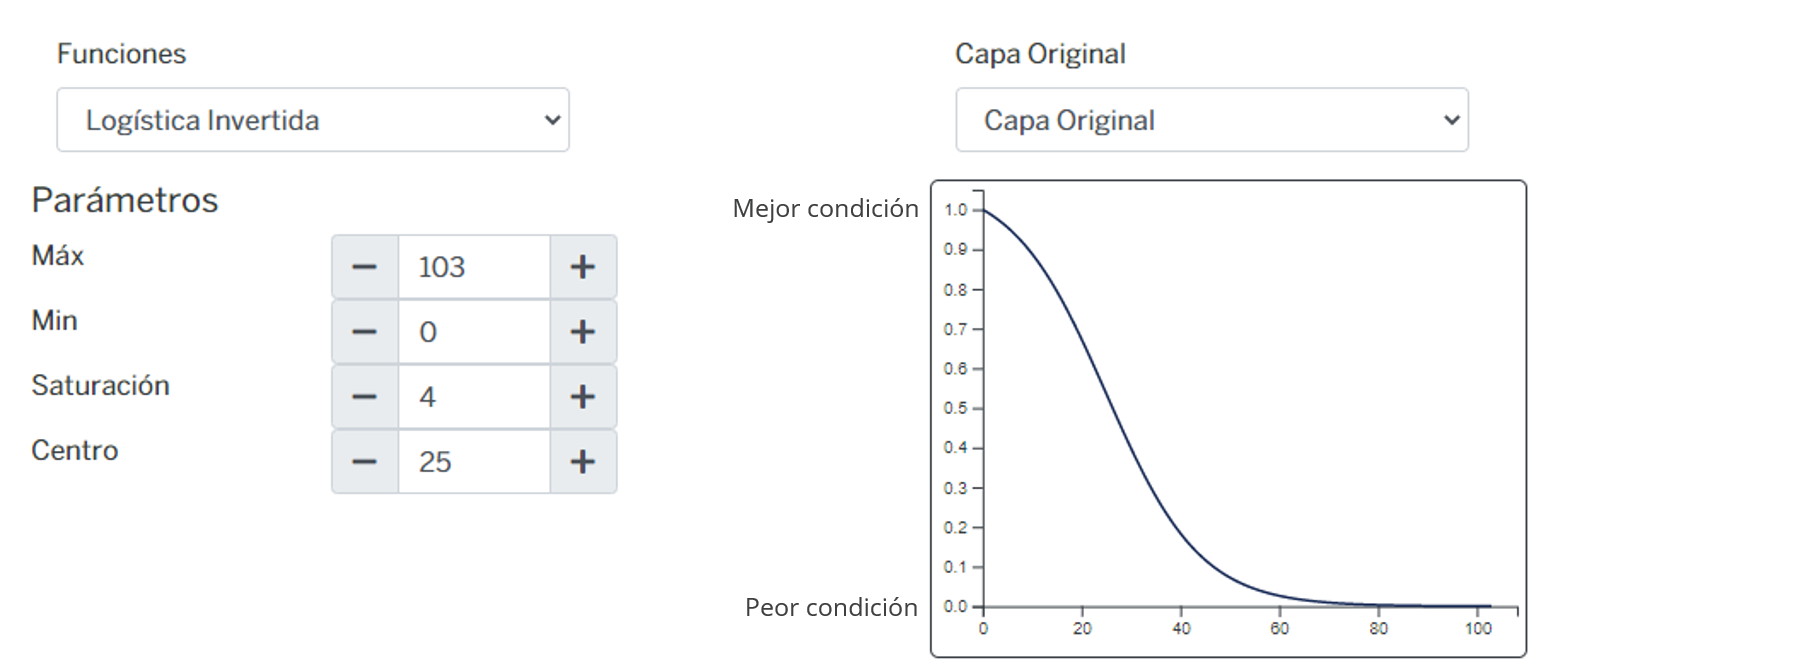 Funciones
Logística Invertida
Parámetros
Máx
103
Min
0
Saturación
4
Centro
25
Capa Original
Capa Original
Mejor condición
Peor condición
1.0
0.9
0.8
0.7
0.6
0.5
0.4
0.3
0.2
0.1
0.0
0 20 40 60 80 100